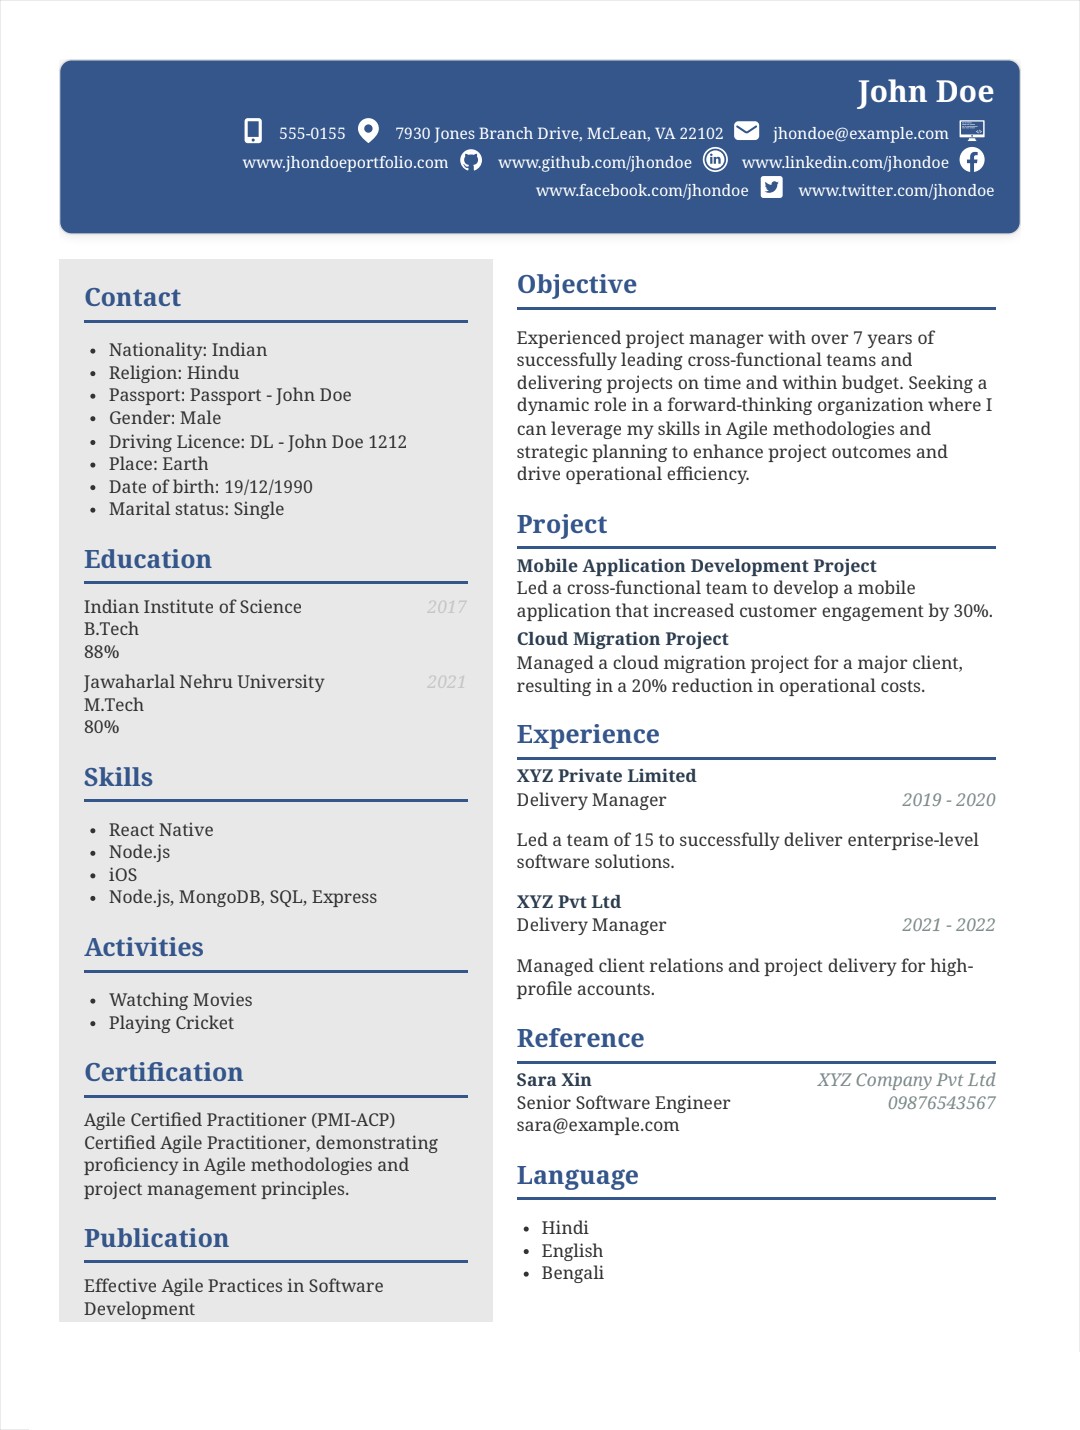 John Doe
555-0155 7930 Jones Branch Drive, McLean, VA 22102 jhondoe@example.com
www.jhondoeportfolio.com www.github.com/jhondoe www.linkedin.com/jhondoe
www.facebook.com/jhondoe www.twitter.com/jhondoe
Contact
• Nationality: Indian
• Religion: Hindu
• Passport: Passport - John Doe
• Gender: Male
• Driving Licence: DL - John Doe 1212
• Place: Earth
• Date of birth: 19/12/1990
• Marital status: Single
Education
Indian Institute of Science 2017
B.Tech
88%
Jawaharlal Nehru University 2021
M.Tech
80%
Skills
• React Native
• Node.js
• iOS
• Node.js, MongoDB, SQL, Express
Activities
• Watching Movies
• Playing Cricket
Certification
Agile Certified Practitioner (PMI-ACP)
Certified Agile Practitioner, demonstrating
proficiency in Agile methodologies and
project management principles.
Publication
Effective Agile Practices in Software
Development
Objective
Experienced project manager with over 7 years of
successfully leading cross-functional teams and
delivering projects on time and within budget. Seeking a
dynamic role in a forward-thinking organization where I
can leverage my skills in Agile methodologies and
strategic planning to enhance project outcomes and
drive operational efficiency.
Project
Mobile Application Development Project
Led a cross-functional team to develop a mobile
application that increased customer engagement by 30%.
Cloud Migration Project
Managed a cloud migration project for a major client,
resulting in a 20% reduction in operational costs.
Experience
XYZ Private Limited
Delivery Manager 2019 - 2020
Led a team of 15 to successfully deliver enterprise-level
software solutions.
XYZ Pvt Ltd
Delivery Manager 2021 - 2022
Managed client relations and project delivery for high-
profile accounts.
Reference
Sara Xin XYZ Company Pvt Ltd
Senior Software Engineer 09876543567
sara@example.com
Language
• Hindi
• English
• Bengali